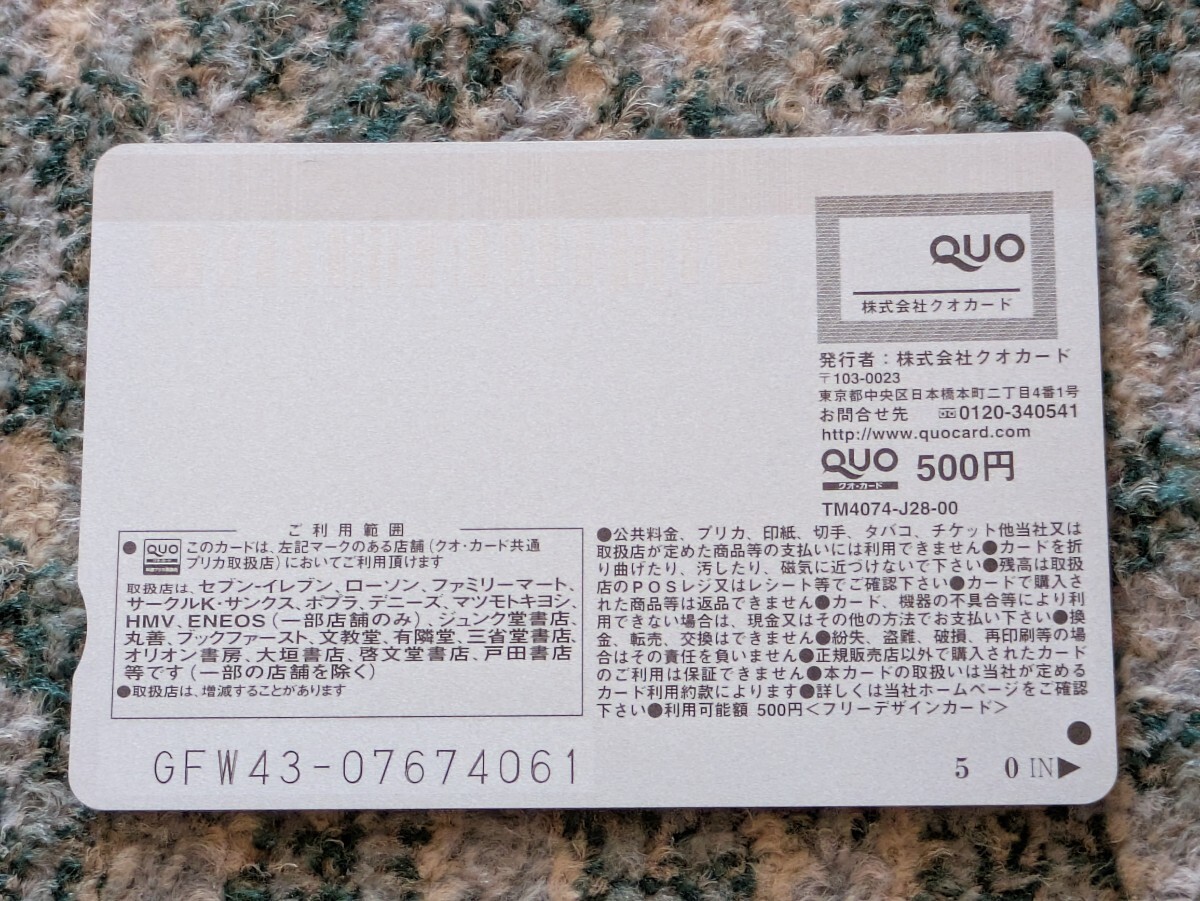 QUO
株式会社クオカード
発行者：株式会社クオカード
〒103-0023
東京都中央区日本橋本町二丁目4番1号
お問合せ先 0120-340541
http://www.quocard.com
QUO 500円
クオ・カード
TM4074-J28-00
ご利用範囲
●QUO このカードは、左記マークのある店舗（クオ・カード共通
プリカ取扱店）においてご利用頂けます
取扱店は、セブン-イレブン、ローソン、ファミリーマート、
サークルK・サンクス、ポプラ、デニーズ、マツモトキヨシ、
HMV、ENEOS（一部店舗のみ）、ジュンク堂書店、
丸善、ブックファースト、文教堂、有隣堂、三省堂書店、
オリオン書房、大垣書店、啓文堂書店、戸田書店
等です（一部の店舗を除く）
●取扱店は、増減することがあります
●公共料金、プリカ、印紙、切手、タバコ、チケット他当社又は
取扱店が定めた商品等の支払いには利用できません●カードを折
り曲げたり、汚したり、磁気に近づけないで下さい●残高は取扱
店のPOSレジ又はレシート等でご確認下さい●カードで購入さ
れた商品等は返品できません●カード、機器の不具合等により利
用できない場合は、現金又はその他の方法でお支払い下さい●換
金、転売、交換はできません●紛失、盗難、破損、再印刷等の場
合はその責任を負いません●正規販売店以外で購入されたカード
のご利用は保証できません●本カードの取扱いは当社が定める
カード利用約款によります●詳しくは当社ホームページをご確認
下さい●利用可能額 500円＜フリーデザインカード＞
GFW43-07674061
5 0 IN▶